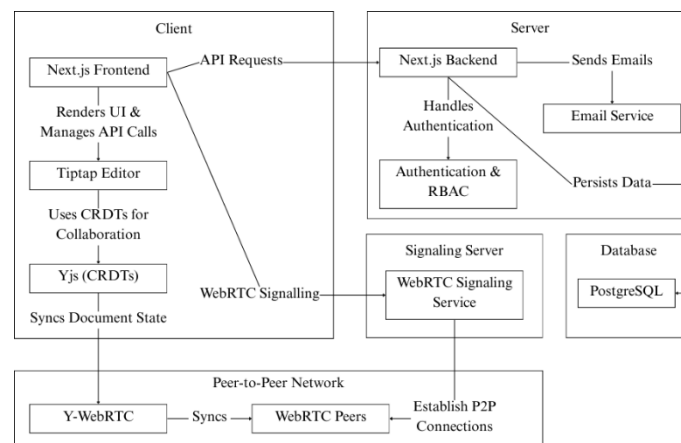 Client
Server
Next.js Frontend
API Requests
Next.js Backend
Sends Emails
Renders UI &
Manages API Calls
Handles
Authentication
Email Service
Tiptap Editor
Authentication &
RBAC
Persists Data
Uses CRDTs for
Collaboration
Signaling Server
Database
Yjs (CRDTs)
WebRTC Signalling
WebRTC Signaling
Service
PostgreSQL
Syncs Document State
Peer-to-Peer Network
Y-WebRTC
Syncs
WebRTC Peers
Establish P2P
Connections